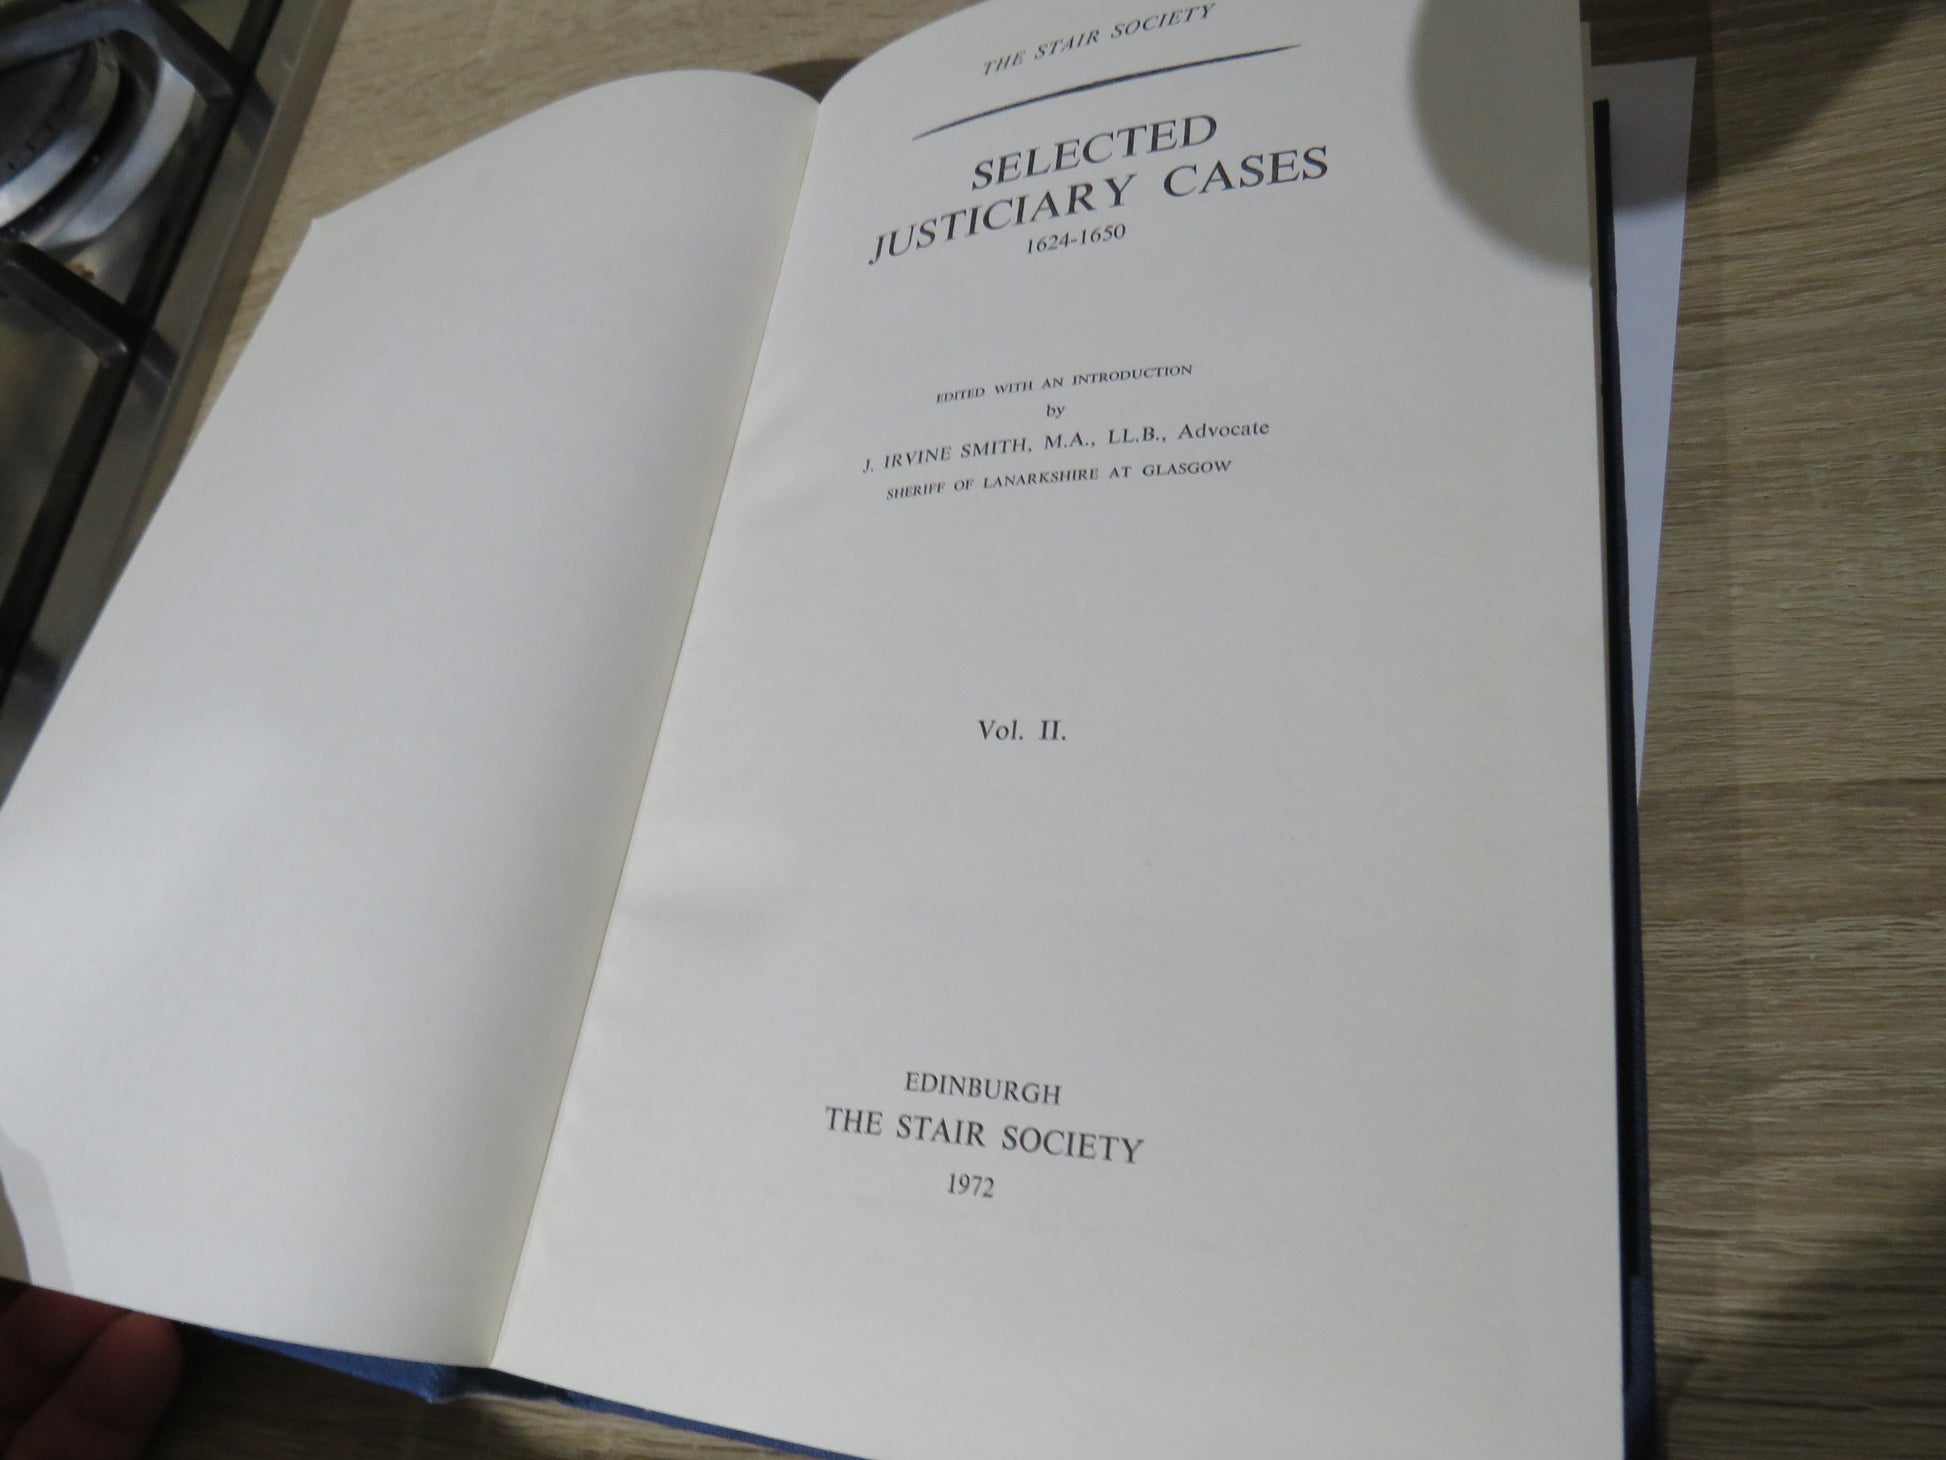 THE STAIR SOCIETY
SELECTED
JUSTICIARY CASES
1624-1650
EDITED WITH AN INTRODUCTION
by
J. IRVINE SMITH, M.A., LL.B., Advocate
SHERIFF OF LANARKSHIRE AT GLASGOW
Vol. II.
EDINBURGH
THE STAIR SOCIETY
1972